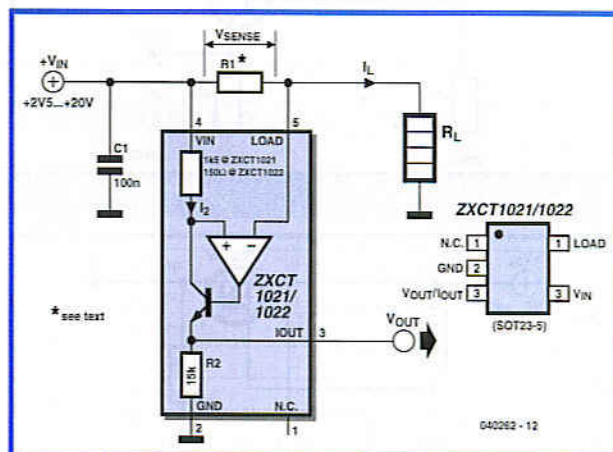 VSENSE
+VIN
+2V5...+20V
R1*
IL
RL
C1
100n
4
5
VIN
LOAD
1k5 @ ZXCT1021
150Ω @ ZXCT1022
I2
+ −
ZXCT
1021/
1022
IOUT
3
VOUT
*see text
R2
15k
GND
N.C.
2
1
ZXCT1021/1022
N.C. 1
1 LOAD
GND 2
VOUT/IOUT 3
3 VIN
(SOT23-5)
040262 - 12